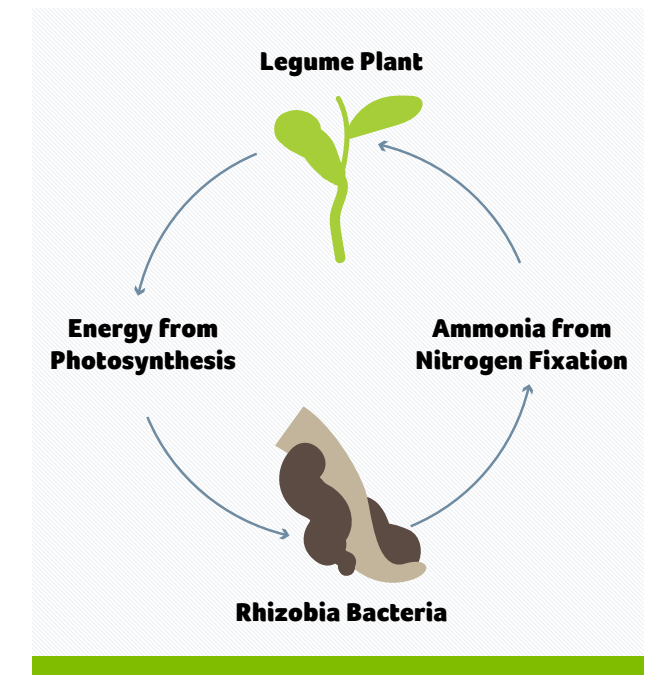 Legume Plant
Energy from
Photosynthesis
Ammonia from
Nitrogen Fixation
Rhizobia Bacteria